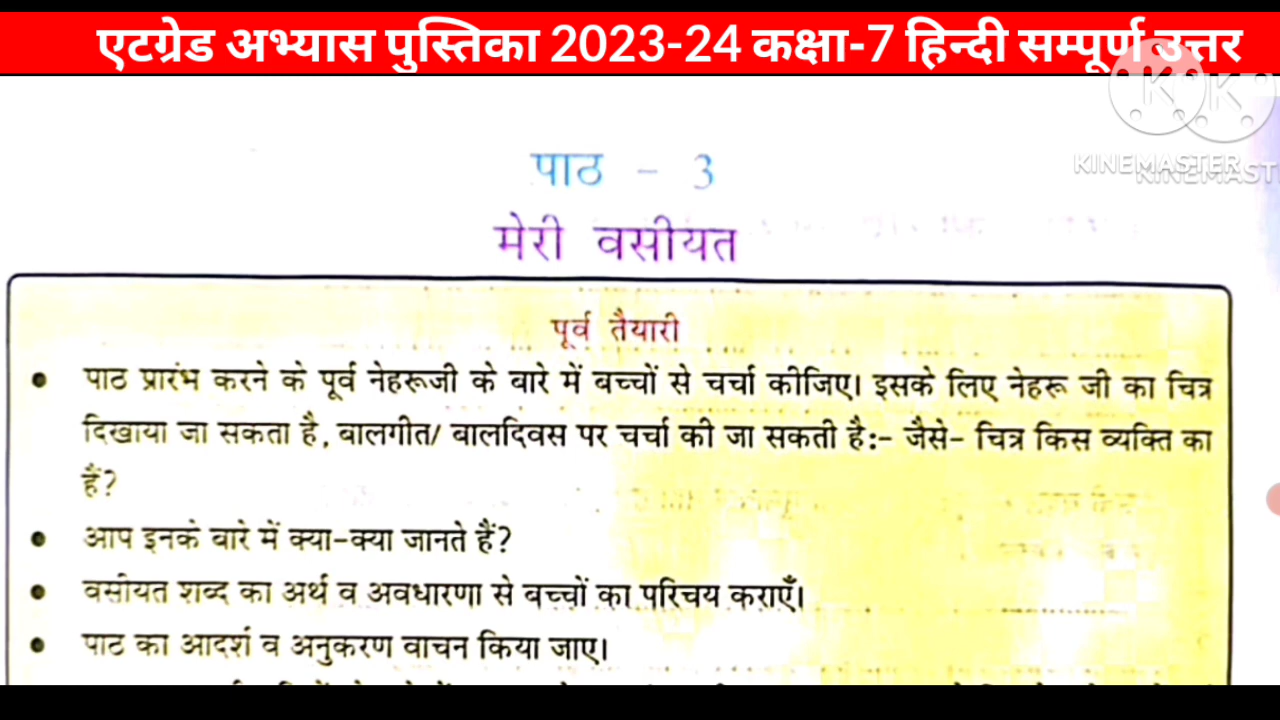 एटग्रेड अभ्यास पुस्तिका 2023-24 कक्षा-7 हिन्दी सम्पूर्ण उत्तर
KINEMASTER
KINEMAST
पाठ - 3
मेरी वसीयत
पूर्व तैयारी
• पाठ प्रारंभ करने के पूर्व नेहरूजी के बारे में बच्चों से चर्चा कीजिए। इसके लिए नेहरू जी का चित्र
दिखाया जा सकता है, बालगीत/ बालदिवस पर चर्चा की जा सकती है:- जैसे- चित्र किस व्यक्ति का
हैं?
• आप इनके बारे में क्या-क्या जानते हैं?
• वसीयत शब्द का अर्थ व अवधारणा से बच्चों का परिचय कराएँ।
• पाठ का आदर्श व अनुकरण वाचन किया जाए।